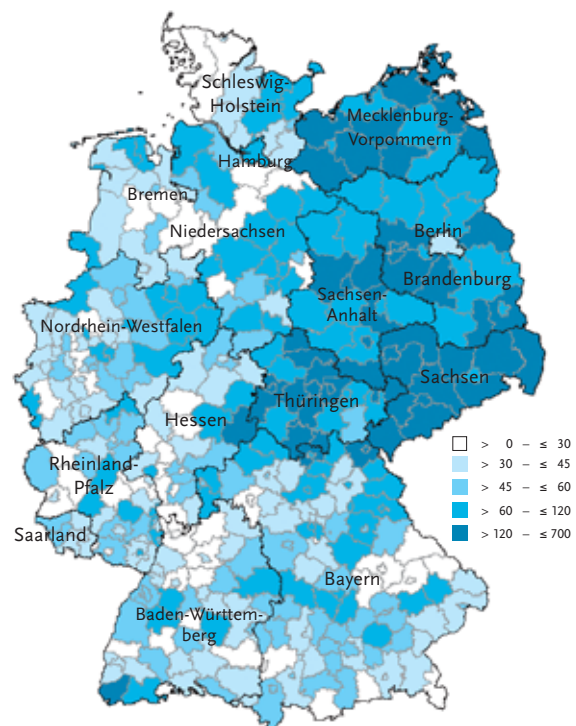 Schleswig-
Holstein
Mecklenburg-
Vorpommern
Hamburg
Bremen
Niedersachsen
Berlin
Brandenburg
Sachsen-
Anhalt
Nordrhein-Westfalen
Sachsen
Thüringen
Hessen
Rheinland-
Pfalz
Saarland
Bayern
Baden-Württem-
berg
> 0 – ≤ 30
> 30 – ≤ 45
> 45 – ≤ 60
> 60 – ≤ 120
> 120 – ≤ 700